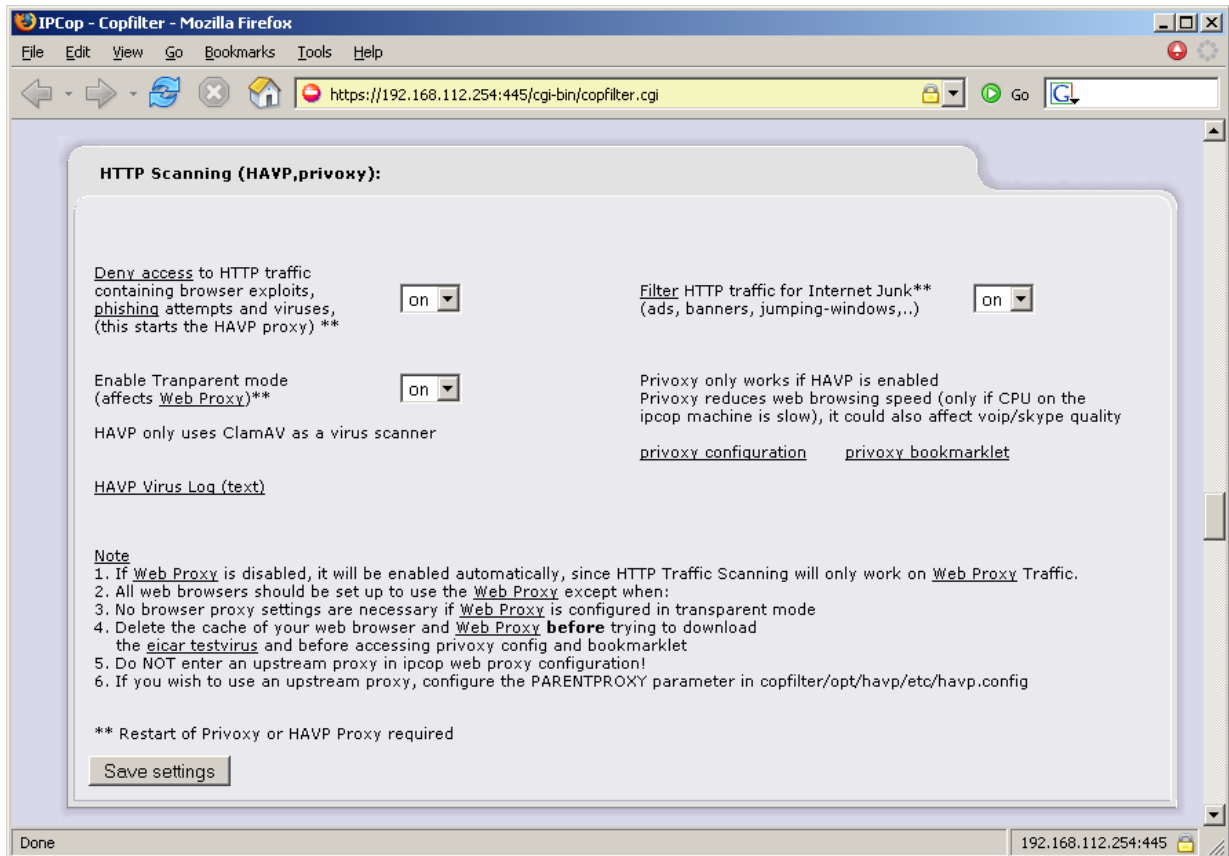 IPCop - Copfilter - Mozilla Firefox
File Edit View Go Bookmarks Tools Help
https://192.168.112.254:445/cgi-bin/copfilter.cgi
Go
G
HTTP Scanning (HAVP,privoxy):
Deny access to HTTP traffic
containing browser exploits,
phishing attempts and viruses,
(this starts the HAVP proxy) **
on
Filter HTTP traffic for Internet Junk**
(ads, banners, jumping-windows,..)
on
Enable Tranparent mode
(affects Web Proxy)**
on
HAVP only uses ClamAV as a virus scanner
Privoxy only works if HAVP is enabled
Privoxy reduces web browsing speed (only if CPU on the
ipcop machine is slow), it could also affect voip/skype quality
privoxy configuration privoxy bookmarklet
HAVP Virus Log (text)
Note
1. If Web Proxy is disabled, it will be enabled automatically, since HTTP Traffic Scanning will only work on Web Proxy Traffic.
2. All web browsers should be set up to use the Web Proxy except when:
3. No browser proxy settings are necessary if Web Proxy is configured in transparent mode
4. Delete the cache of your web browser and Web Proxy before trying to download
the eicar testvirus and before accessing privoxy config and bookmarklet
5. Do NOT enter an upstream proxy in ipcop web proxy configuration!
6. If you wish to use an upstream proxy, configure the PARENTPROXY parameter in copfilter/opt/havp/etc/havp.config
** Restart of Privoxy or HAVP Proxy required
Save settings
Done
192.168.112.254:445